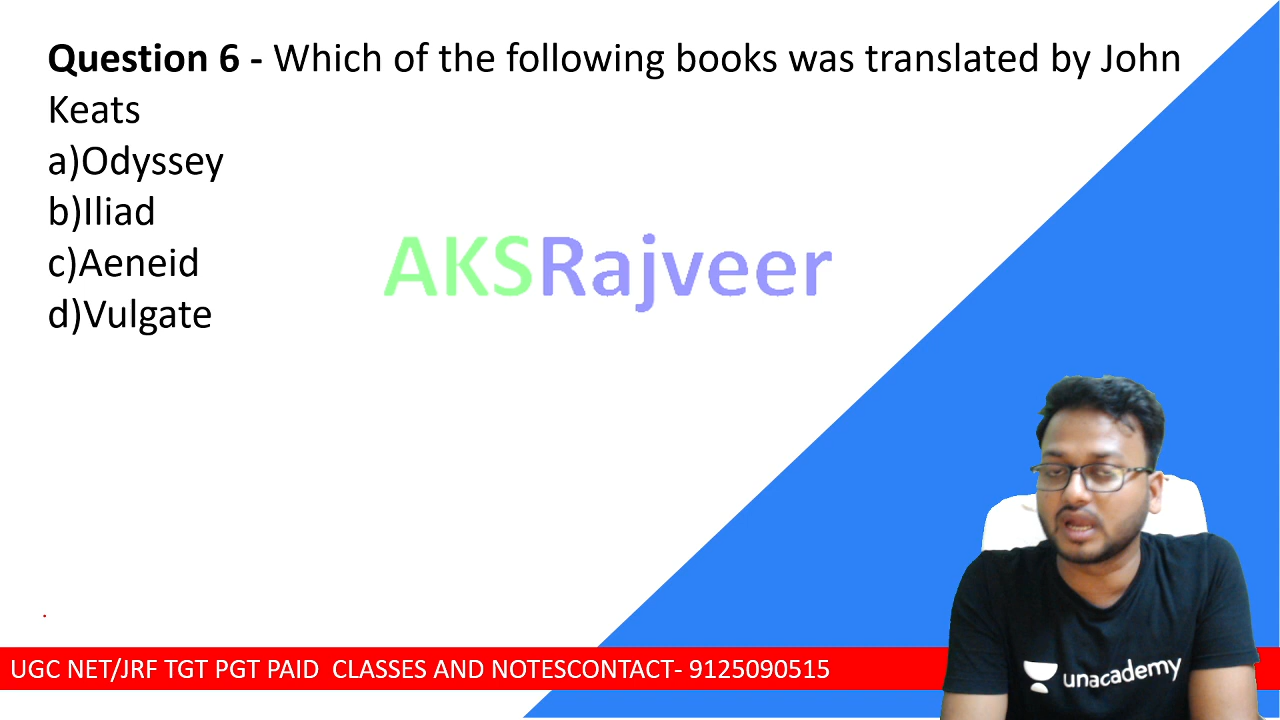 Question 6 - Which of the following books was translated by John
Keats
a)Odyssey
b)Iliad
c)Aeneid
d)Vulgate
AKSRajveer
unacademy
UGC NET/JRF TGT PGT PAID CLASSES AND NOTESCONTACT- 9125090515